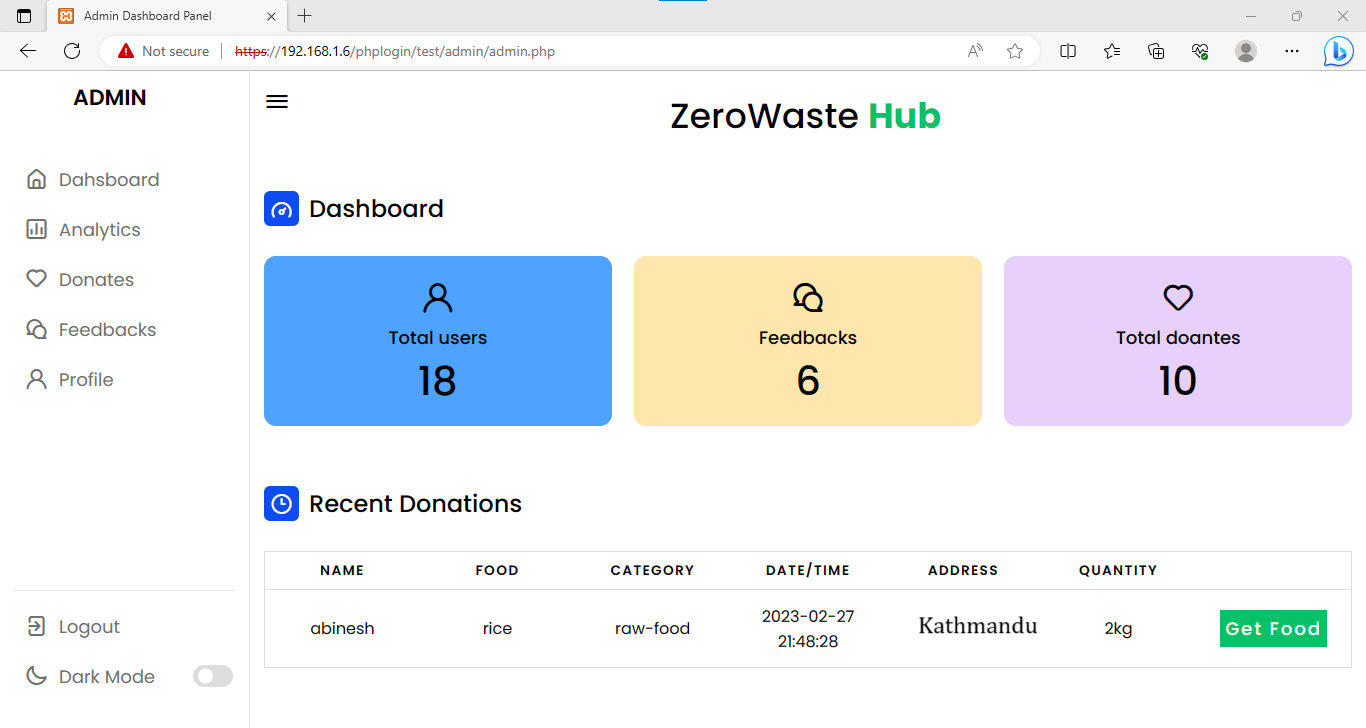 Admin Dashboard Panel
Not secure
https://192.168.1.6/phplogin/test/admin/admin.php
ADMIN
ZeroWaste Hub
Dahsboard
Analytics
Donates
Feedbacks
Profile
Logout
Dark Mode
Dashboard
Total users
18
Feedbacks
6
Total doantes
10
Recent Donations
NAME FOOD CATEGORY DATE/TIME ADDRESS QUANTITY
abinesh rice raw-food 2023-02-27 21:48:28 Kathmandu 2kg Get Food